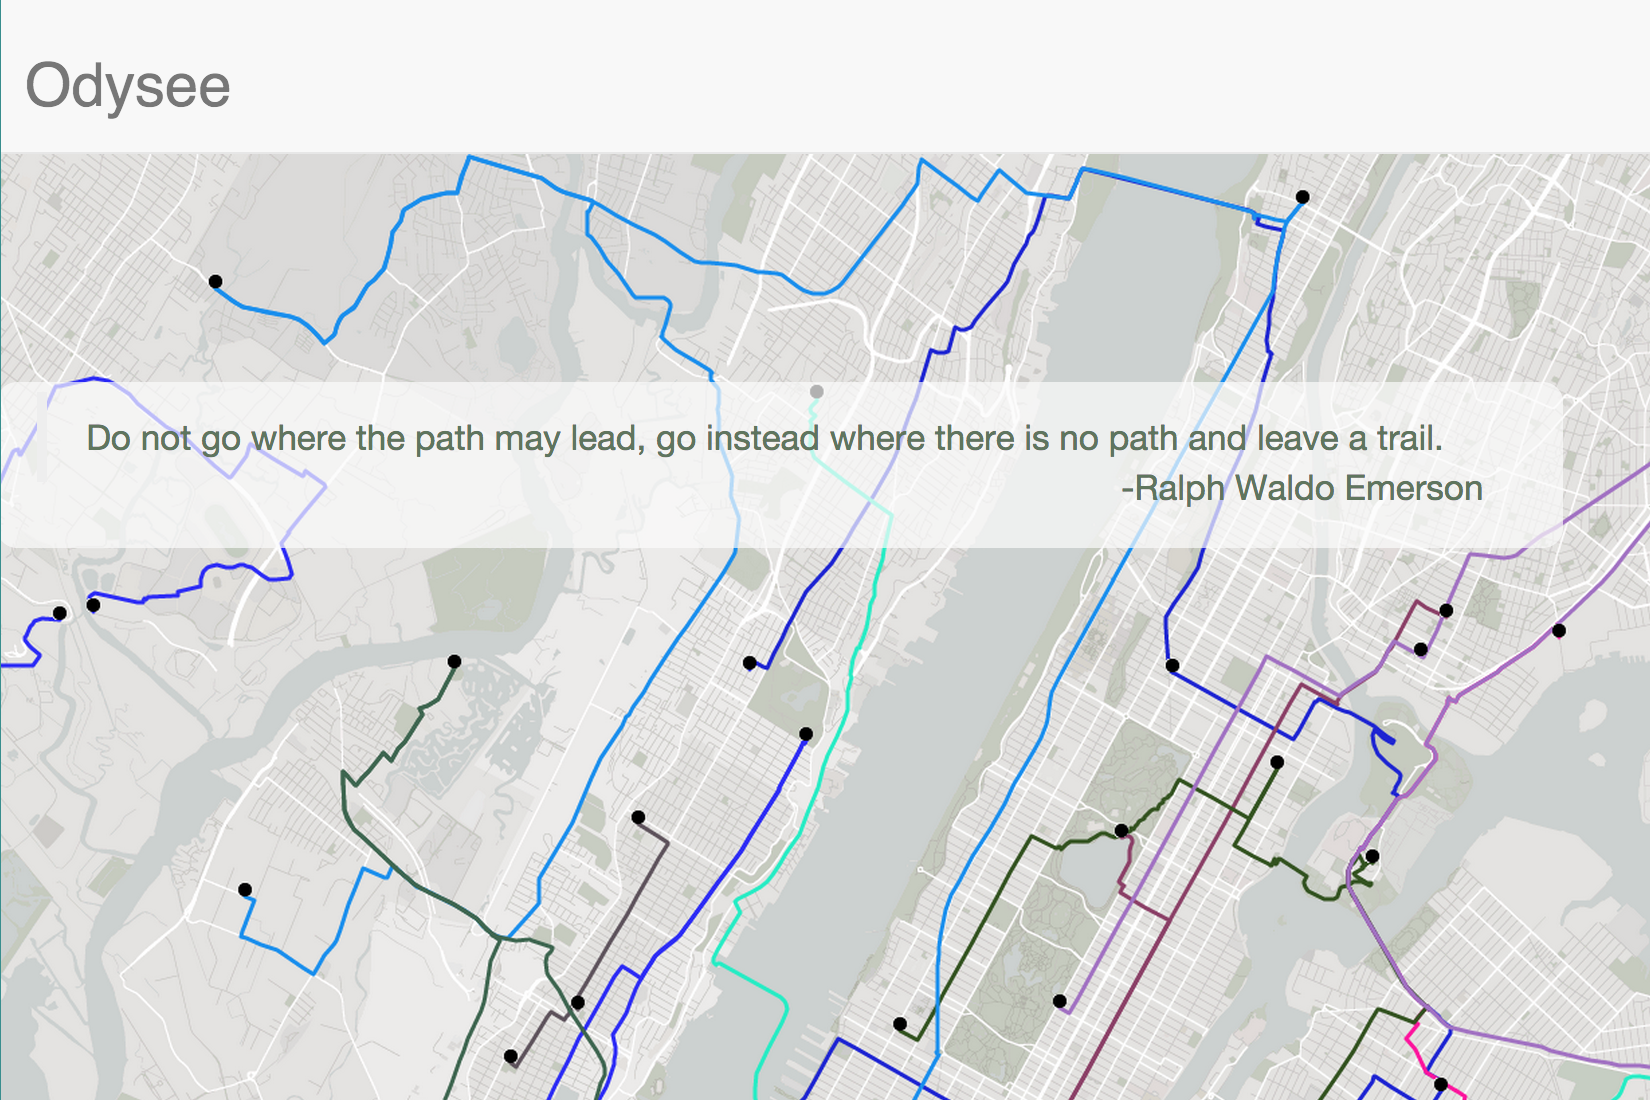 Odysee
Do not go where the path may lead, go instead where there is no path and leave a trail.
-Ralph Waldo Emerson